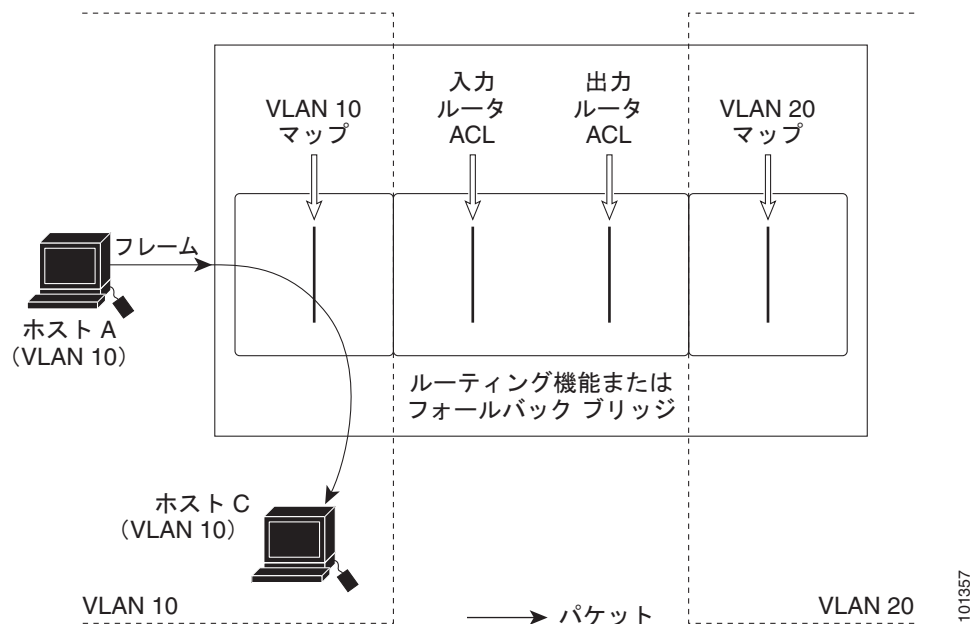 VLAN 10
マップ
入力
ルータ
ACL
出力
ルータ
ACL
VLAN 20
マップ
フレーム
ホスト A
（VLAN 10）
ルーティング機能または
フォールバック ブリッジ
ホスト C
（VLAN 10）
VLAN 10
パケット
VLAN 20
101357